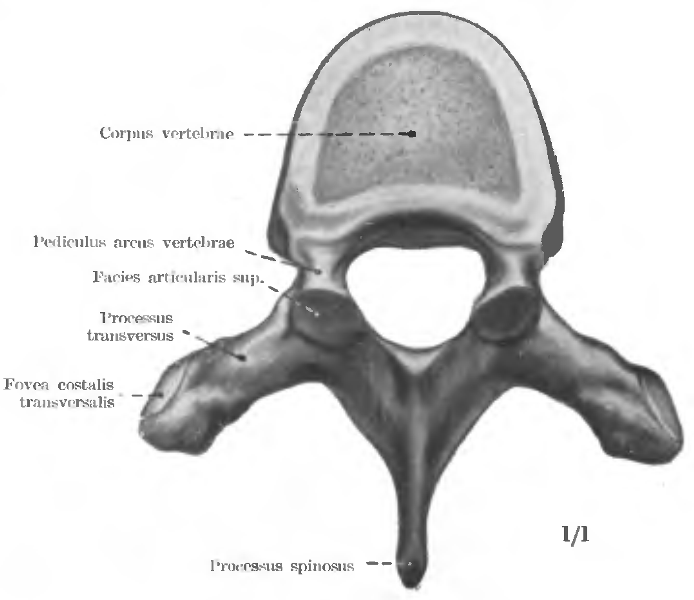 Corpus vertebrae
Pediculus arcus vertebrae
Facies articularis sup.
Processus
transversus
Fovea costalis
transversalis
1/1
Processus spinosus